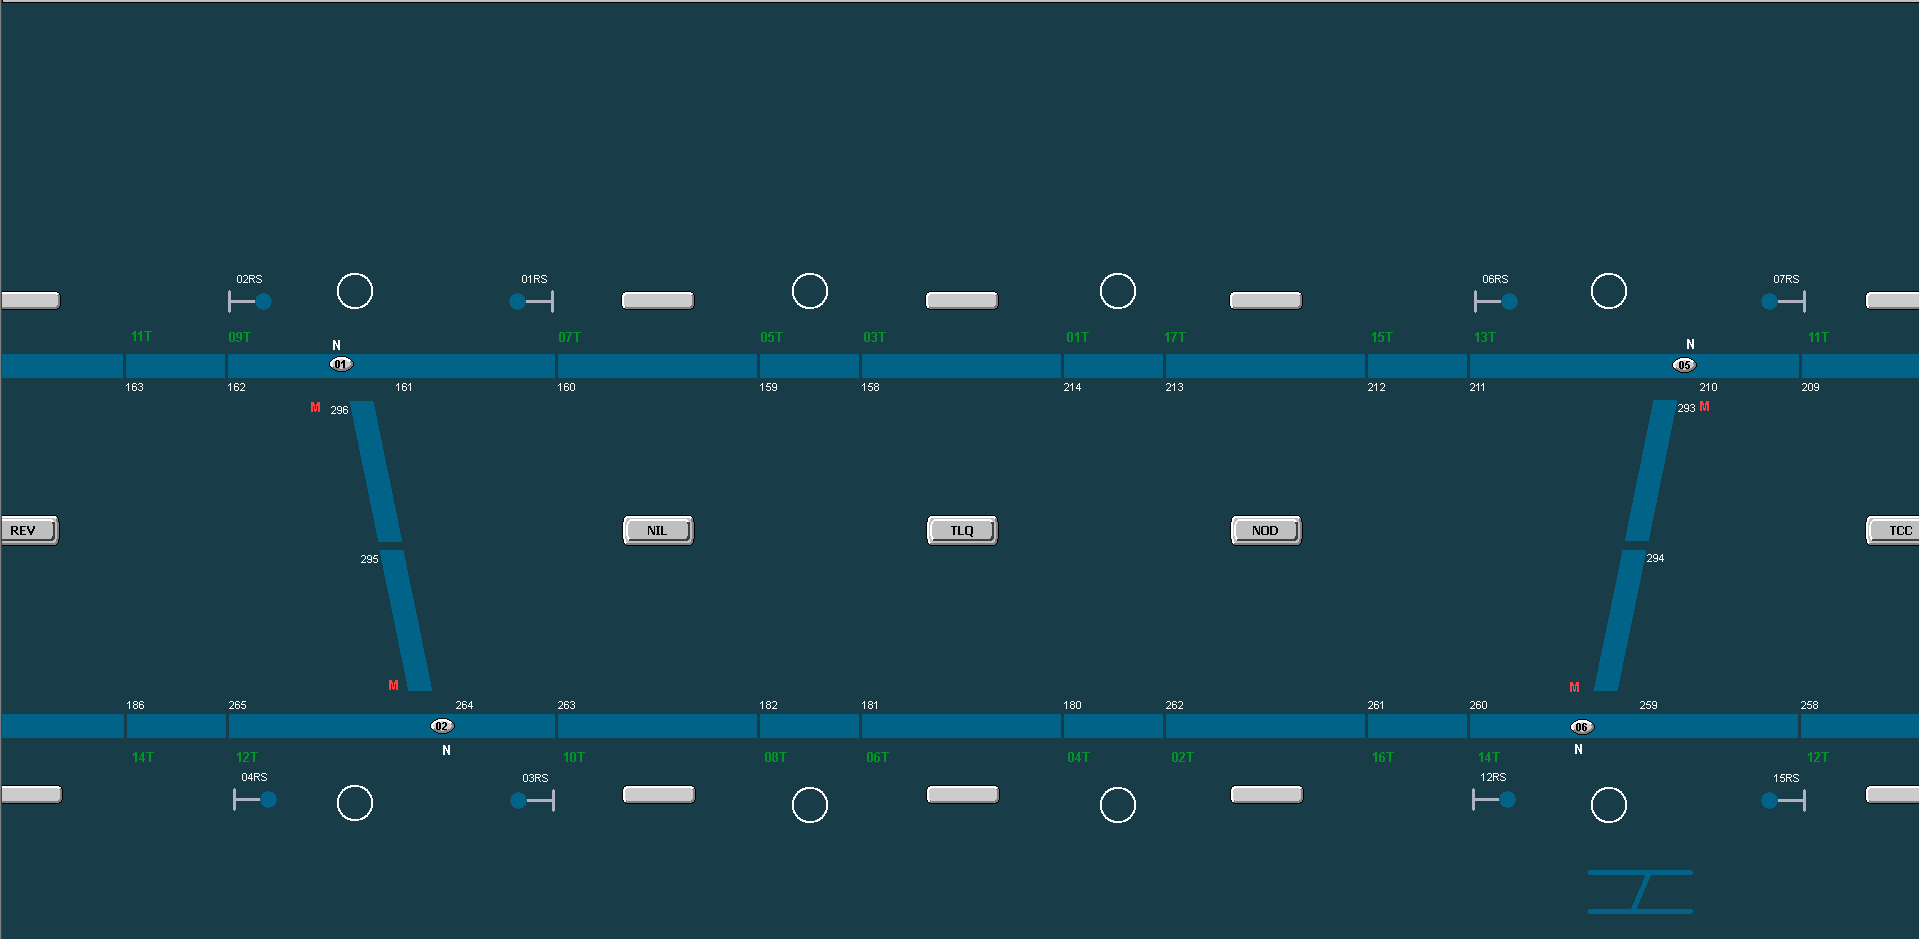 02RS 01RS 06RS 07RS
11T 09T 07T 05T 03T 01T 17T 15T 13T 11T
N N
01 05
163 162 161 160 159 158 214 213 212 211 210 209
M 296 293 M
REV NIL TLQ NOD TCC
295 294
M M
186 265 264 263 182 181 180 262 261 260 259 258
02 06
N N
14T 12T 10T 08T 06T 04T 02T 16T 14T 12T
04RS 03RS 12RS 15RS